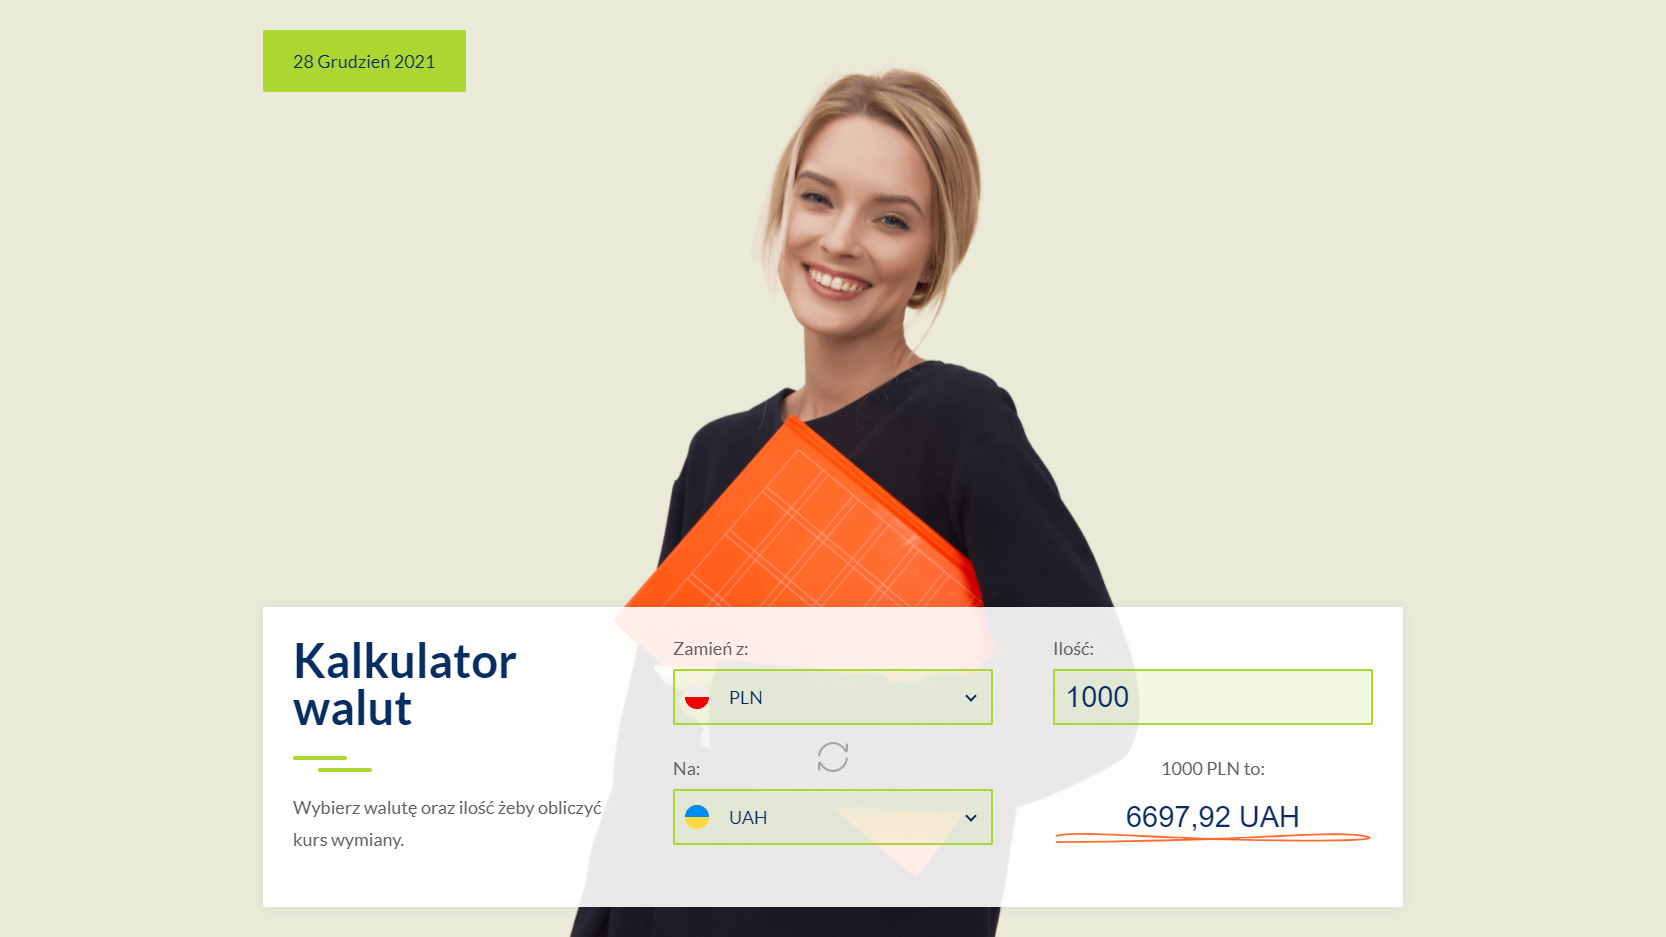 28 Grudzień 2021
Kalkulator
walut
Wybierz walutę oraz ilość żeby obliczyć
kurs wymiany.
Zamień z:
PLN
Na:
UAH
Ilość:
1000
1000 PLN to:
6697,92 UAH